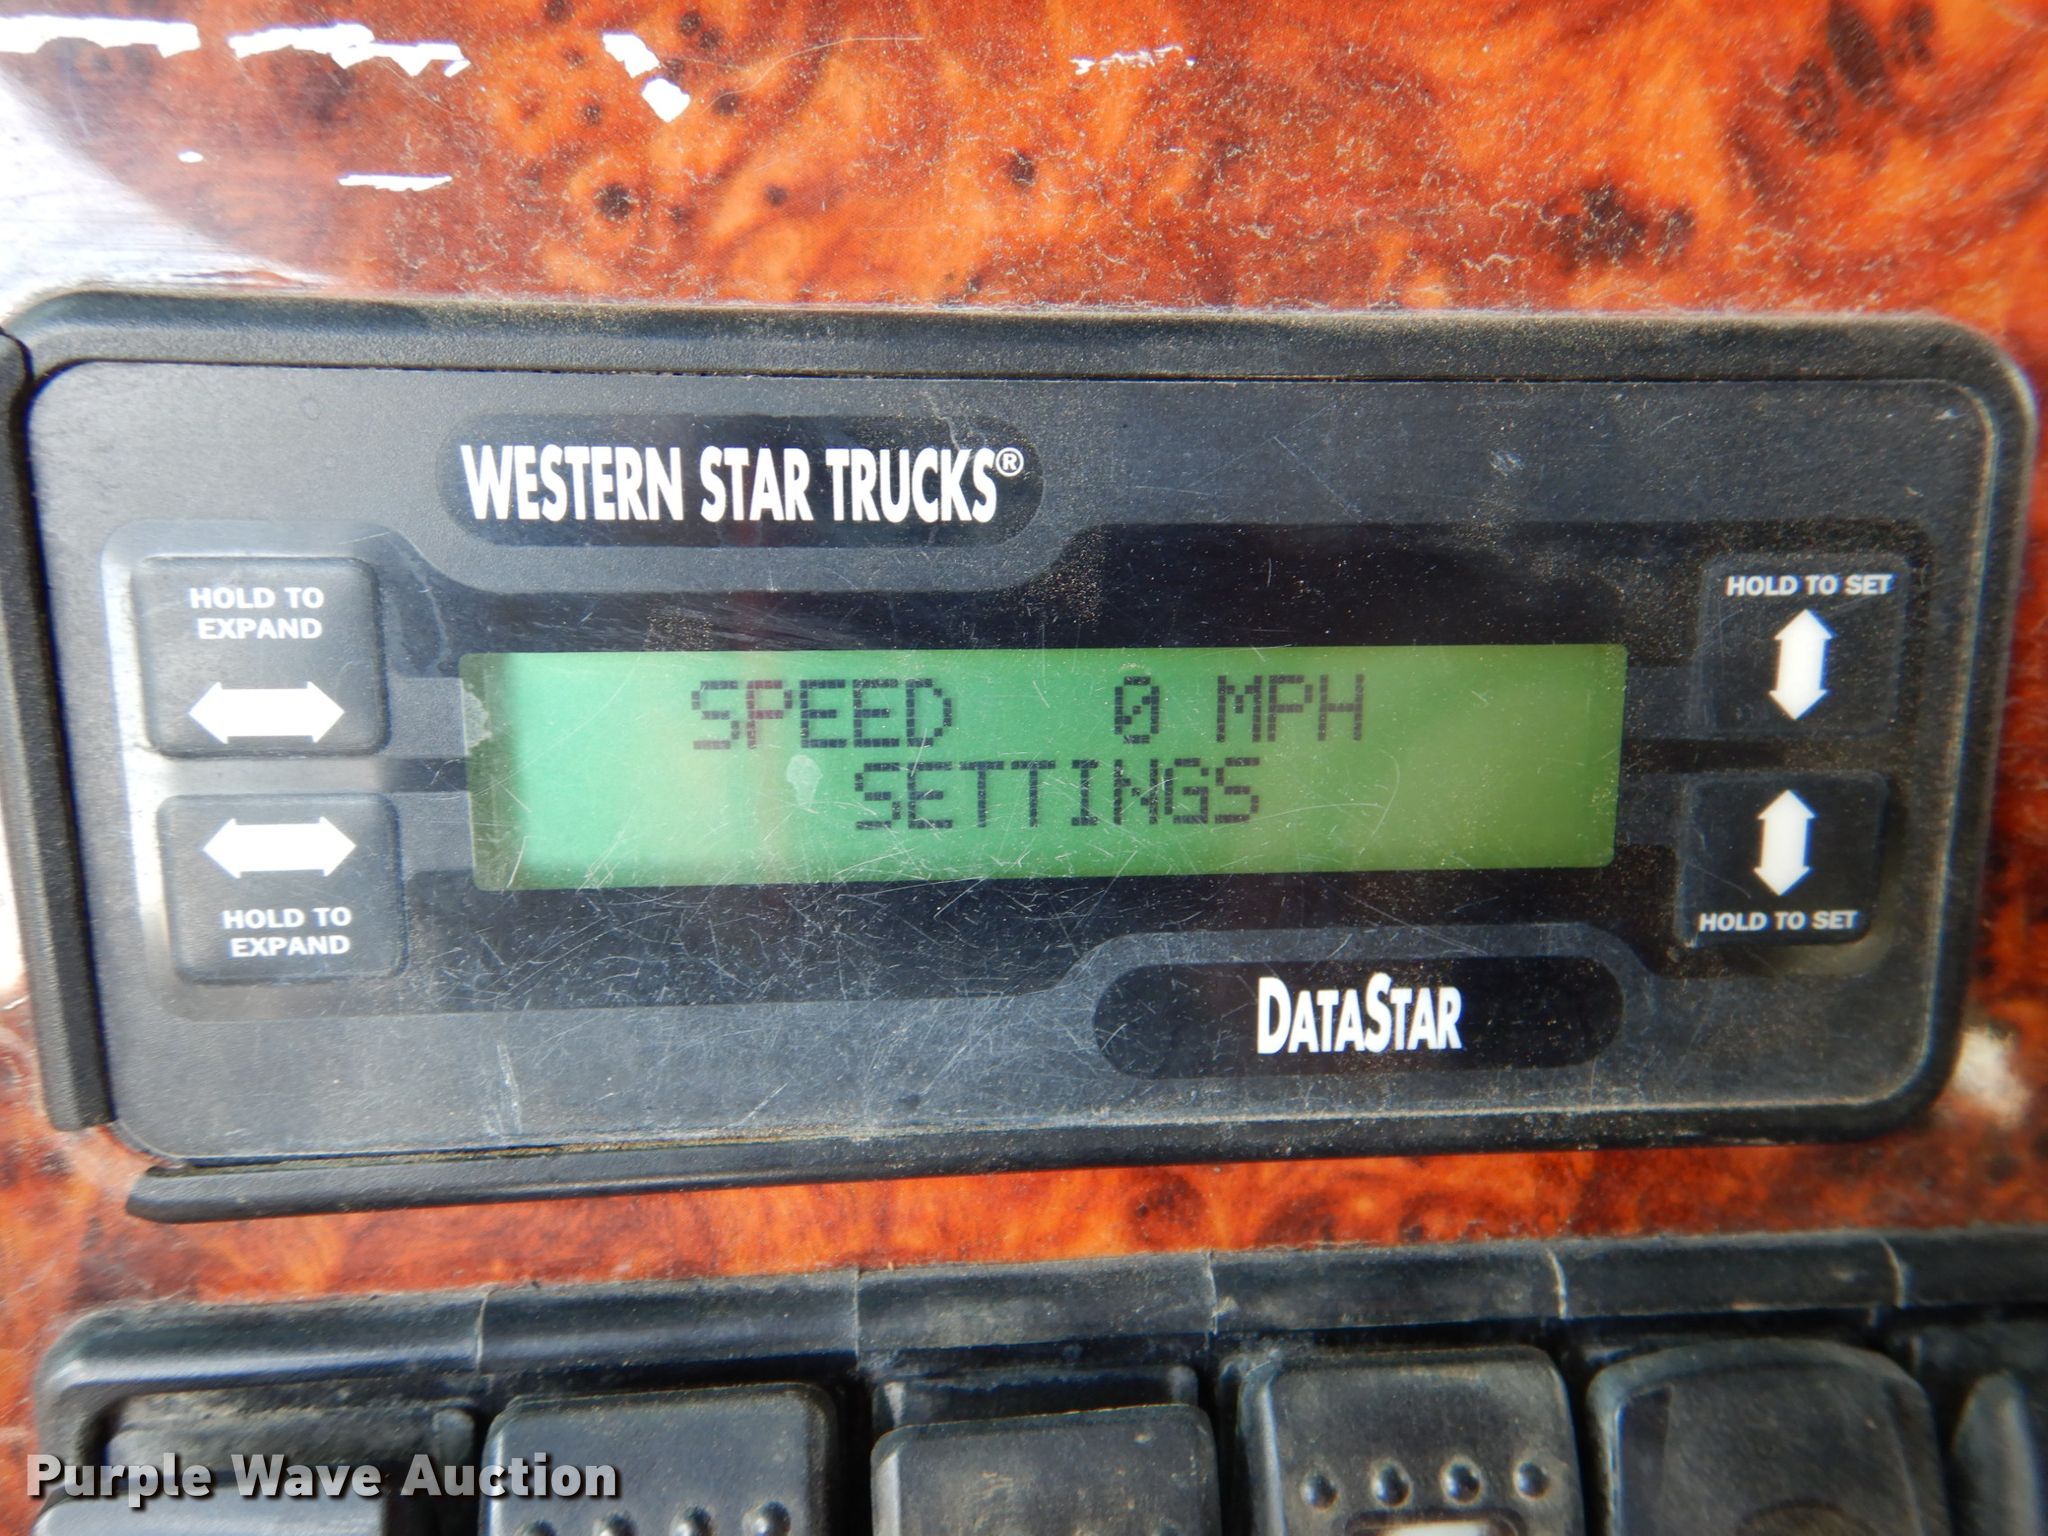 WESTERN STAR TRUCKS®
HOLD TO
EXPAND
HOLD TO SET
SPEED 0 MPH
SETTINGS
HOLD TO
EXPAND
HOLD TO SET
DATASTAR
Purple Wave Auction